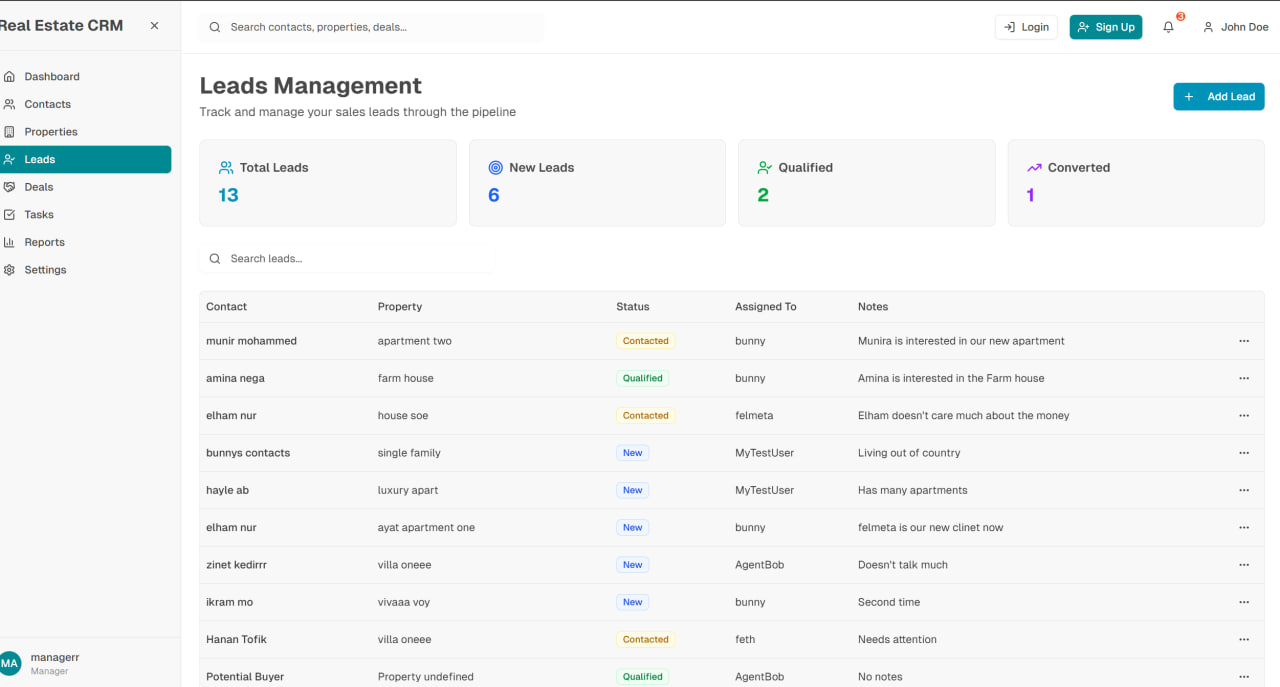 Real Estate CRM
Search contacts, properties, deals...
Login
Sign Up
3
John Doe
Dashboard
Contacts
Properties
Leads
Deals
Tasks
Reports
Settings
MA
managerr
Manager
Leads Management
Track and manage your sales leads through the pipeline
Add Lead
Total Leads
13
New Leads
6
Qualified
2
Converted
1
Search leads...
Contact Property Status Assigned To Notes
munir mohammed apartment two Contacted bunny Munira is interested in our new apartment
amina nega farm house Qualified bunny Amina is interested in the Farm house
elham nur house soe Contacted felmeta Elham doesn't care much about the money
bunnys contacts single family New MyTestUser Living out of country
hayle ab luxury apart New MyTestUser Has many apartments
elham nur ayat apartment one New bunny felmeta is our new clinet now
zinet kedirrr villa oneee New AgentBob Doesn't talk much
ikram mo vivaaa voy New bunny Second time
Hanan Tofik villa oneee Contacted feth Needs attention
Potential Buyer Property undefined Qualified AgentBob No notes